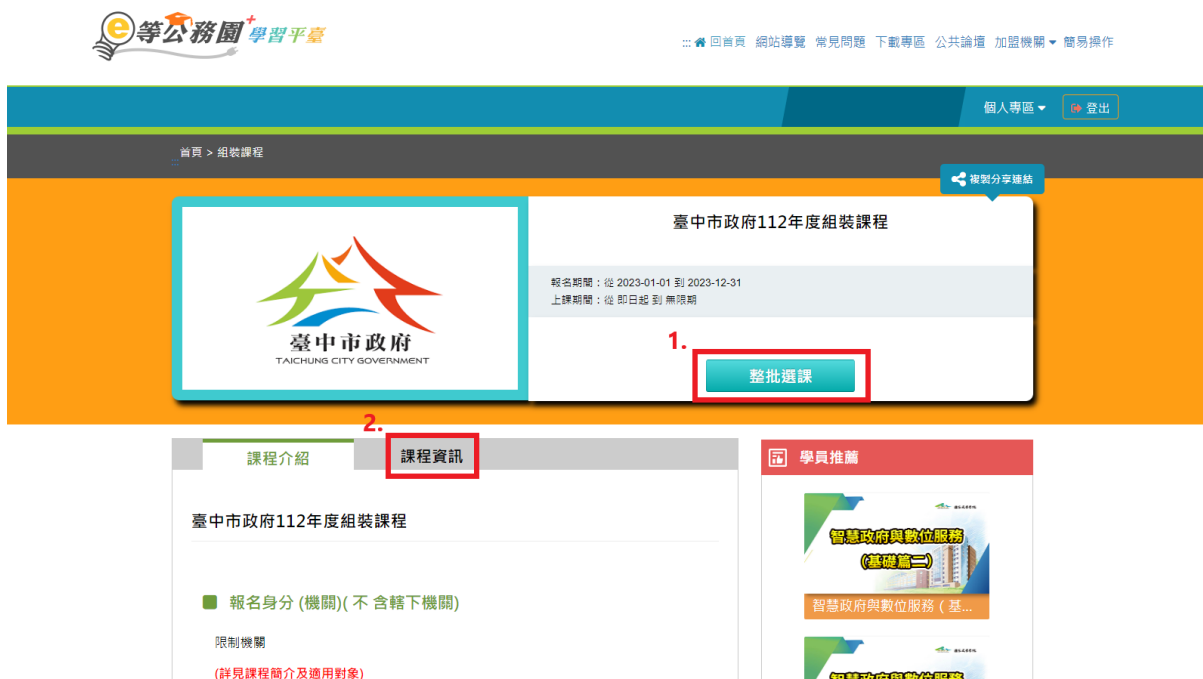 e等公務園+學習平臺
::: 回首頁 網站導覽 常見問題 下載專區 公共論壇 加盟機關 簡易操作
個人專區 登出
::: 首頁 > 組裝課程
複製分享連結
臺中市政府
TAICHUNG CITY GOVERNMENT
臺中市政府112年度組裝課程
報名期間：從 2023-01-01 到 2023-12-31
上課期間：從 即日起 到 無限期
1.
整批選課
2.
課程介紹 課程資訊
臺中市政府112年度組裝課程
報名身分 (機關)( 不 含轄下機關)
限制機關
(詳見課程簡介及適用對象)
學員推薦
智慧政府與數位服務
(基礎篇二)
智慧政府與數位服務（基...
智慧政府與數位服務